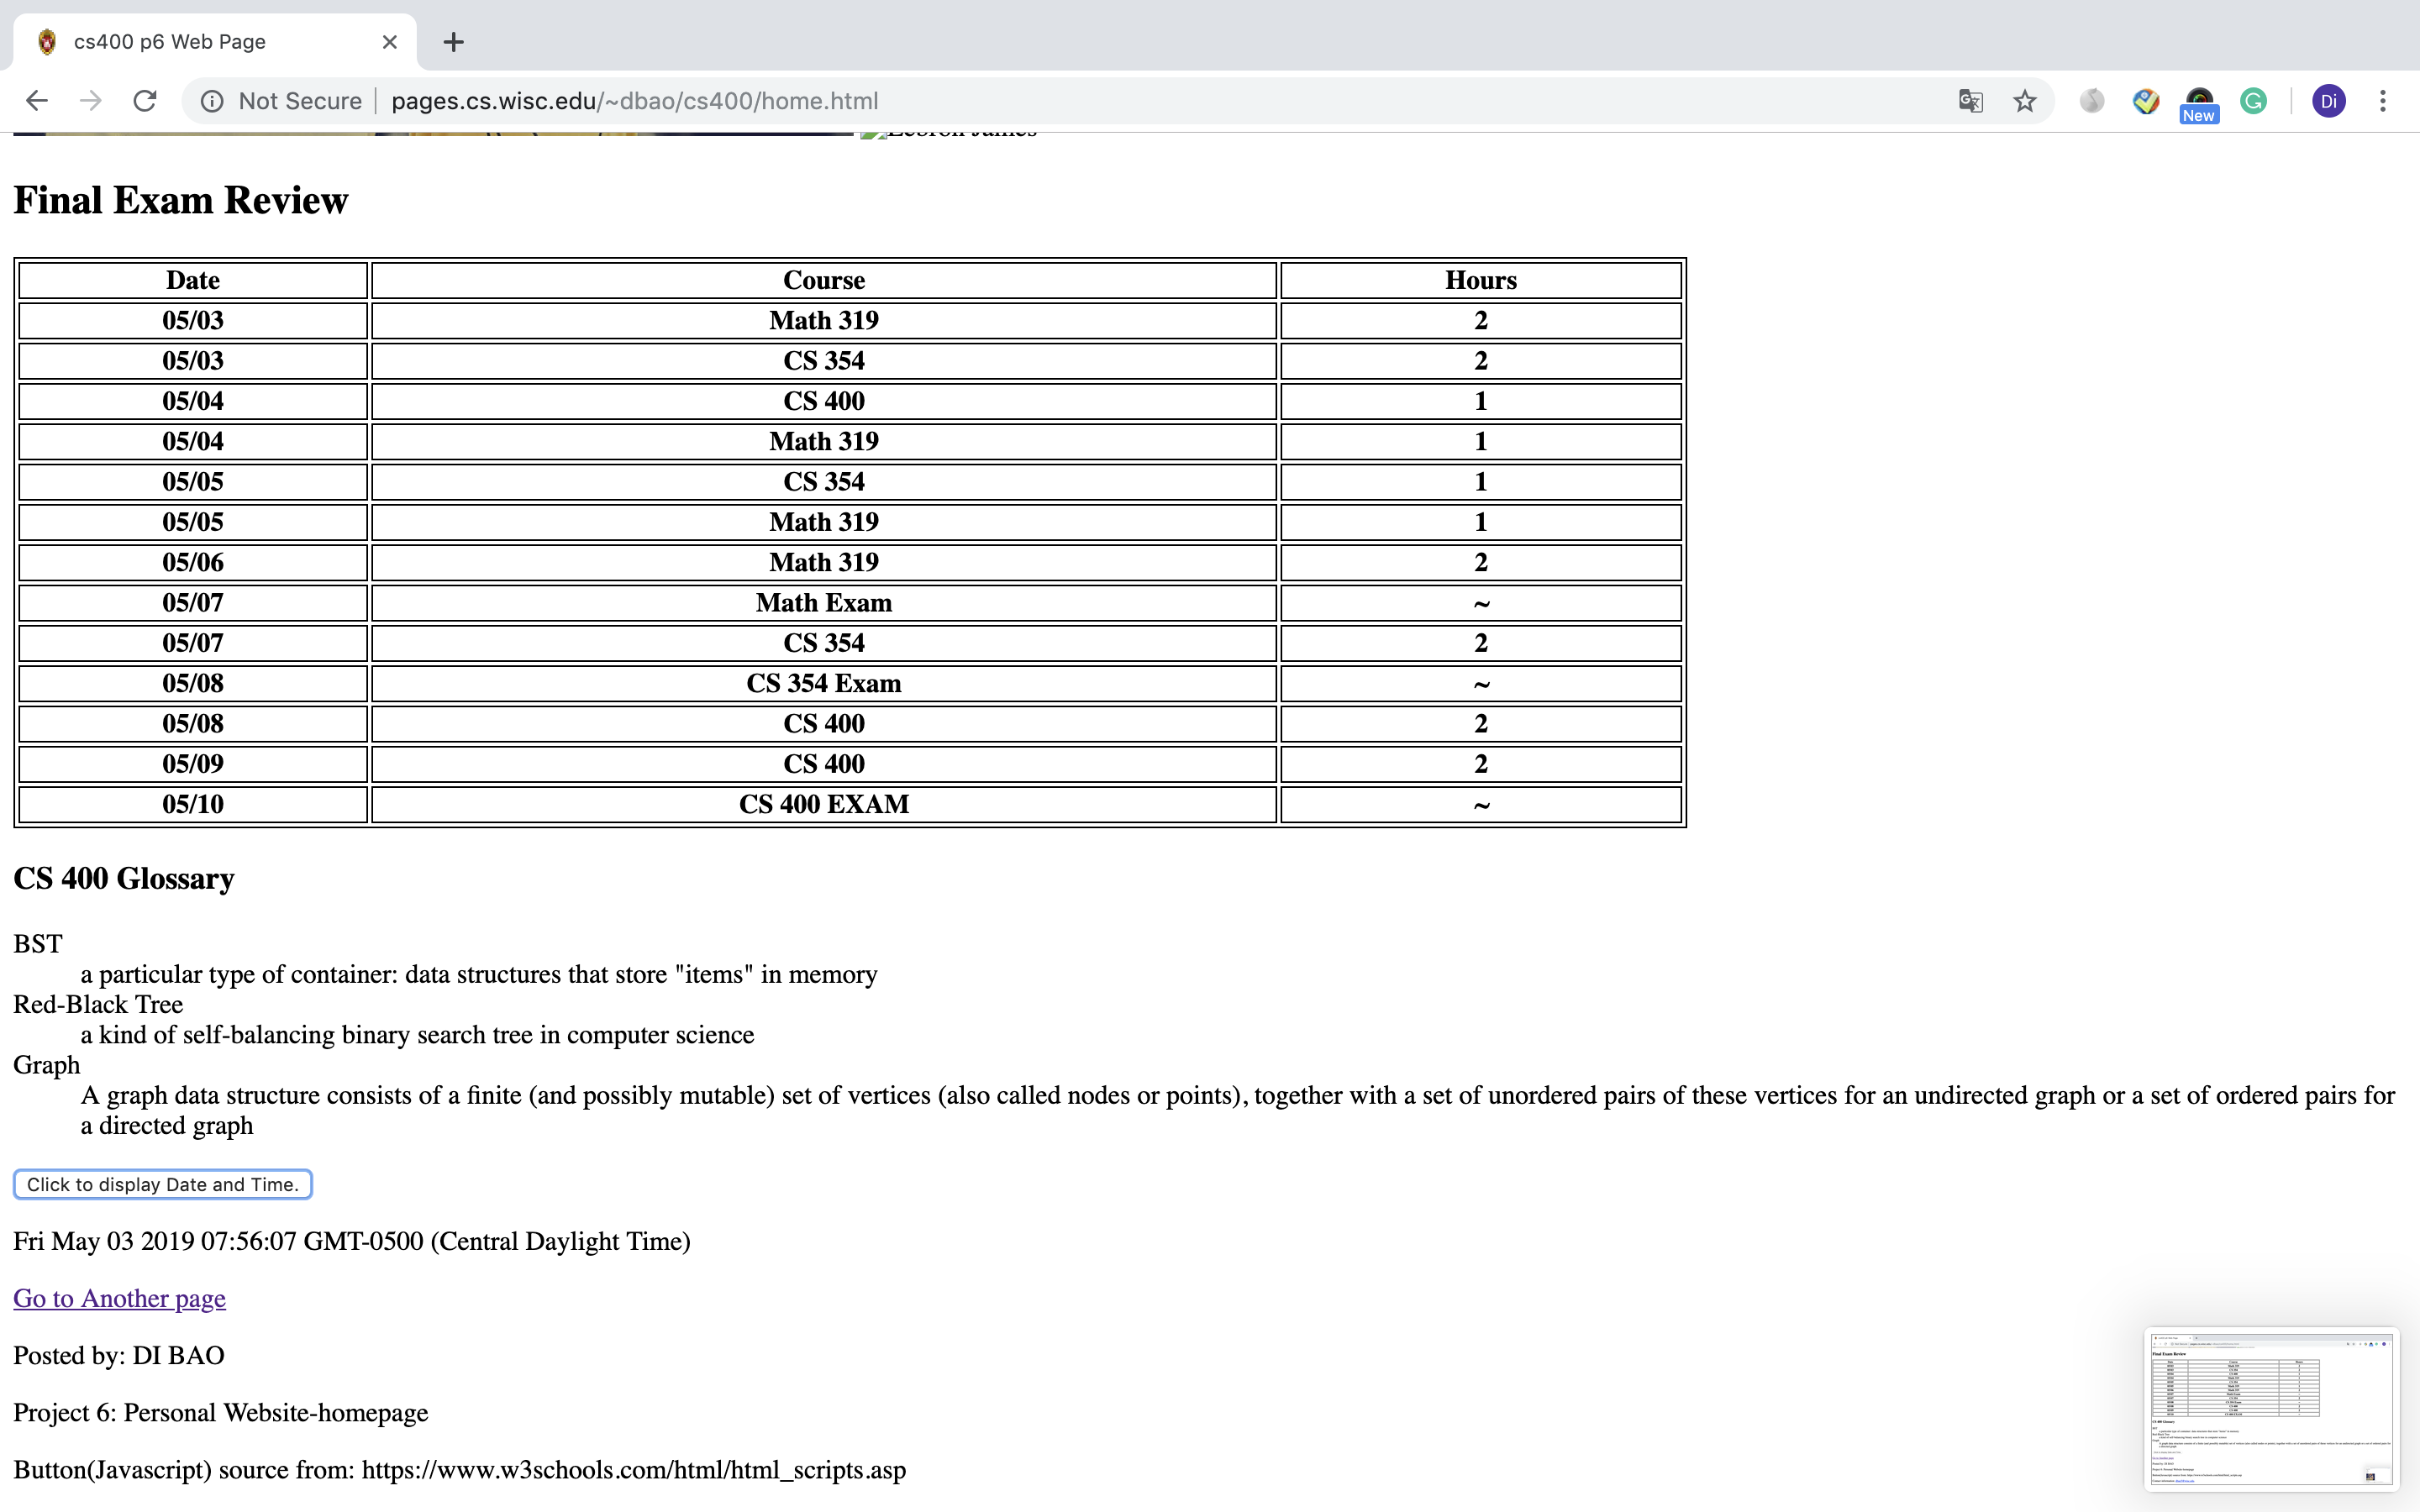 cs400 p6 Web Page
Not Secure pages.cs.wisc.edu/~dbao/cs400/home.html
New
Di
Lebron James
Final Exam Review
Date Course Hours
05/03 Math 319 2
05/03 CS 354 2
05/04 CS 400 1
05/04 Math 319 1
05/05 CS 354 1
05/05 Math 319 1
05/06 Math 319 2
05/07 Math Exam ~
05/07 CS 354 2
05/08 CS 354 Exam ~
05/08 CS 400 2
05/09 CS 400 2
05/10 CS 400 EXAM ~
CS 400 Glossary
BST
a particular type of container: data structures that store "items" in memory
Red-Black Tree
a kind of self-balancing binary search tree in computer science
Graph
A graph data structure consists of a finite (and possibly mutable) set of vertices (also called nodes or points), together with a set of unordered pairs of these vertices for an undirected graph or a set of ordered pairs for
a directed graph
Click to display Date and Time.
Fri May 03 2019 07:56:07 GMT-0500 (Central Daylight Time)
Go to Another page
Posted by: DI BAO
Project 6: Personal Website-homepage
Button(Javascript) source from: https://www.w3schools.com/html/html_scripts.asp